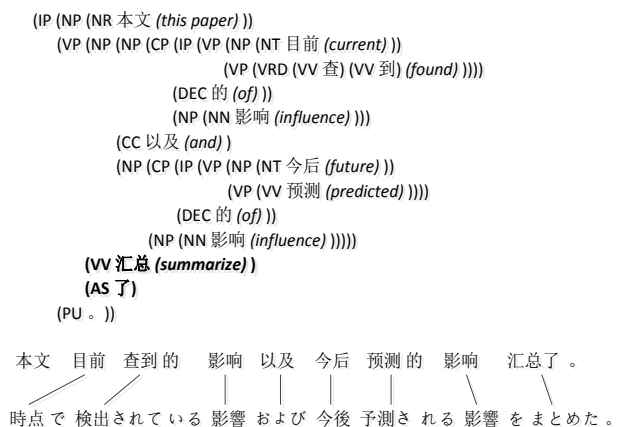 (IP (NP (NR 本文 (this paper) ))
(VP (NP (NP (CP (IP (VP (NP (NT 目前 (current) ))
(VP (VRD (VV 查) (VV 到) (found) ))))
(DEC 的 (of) ))
(NP (NN 影响 (influence) )))
(CC 以及 (and) )
(NP (CP (IP (VP (NP (NT 今后 (future) ))
(VP (VV 预测 (predicted) ))))
(DEC 的 (of) ))
(NP (NN 影响 (influence) )))))
(VV 汇总 (summarize) )
(AS 了)
(PU 。))
本文 目前 查到 的 影响 以及 今后 预测 的 影响 汇总了 。
時点 で 検出されて いる 影響 および 今後 予測さ れる 影響 を まとめた 。